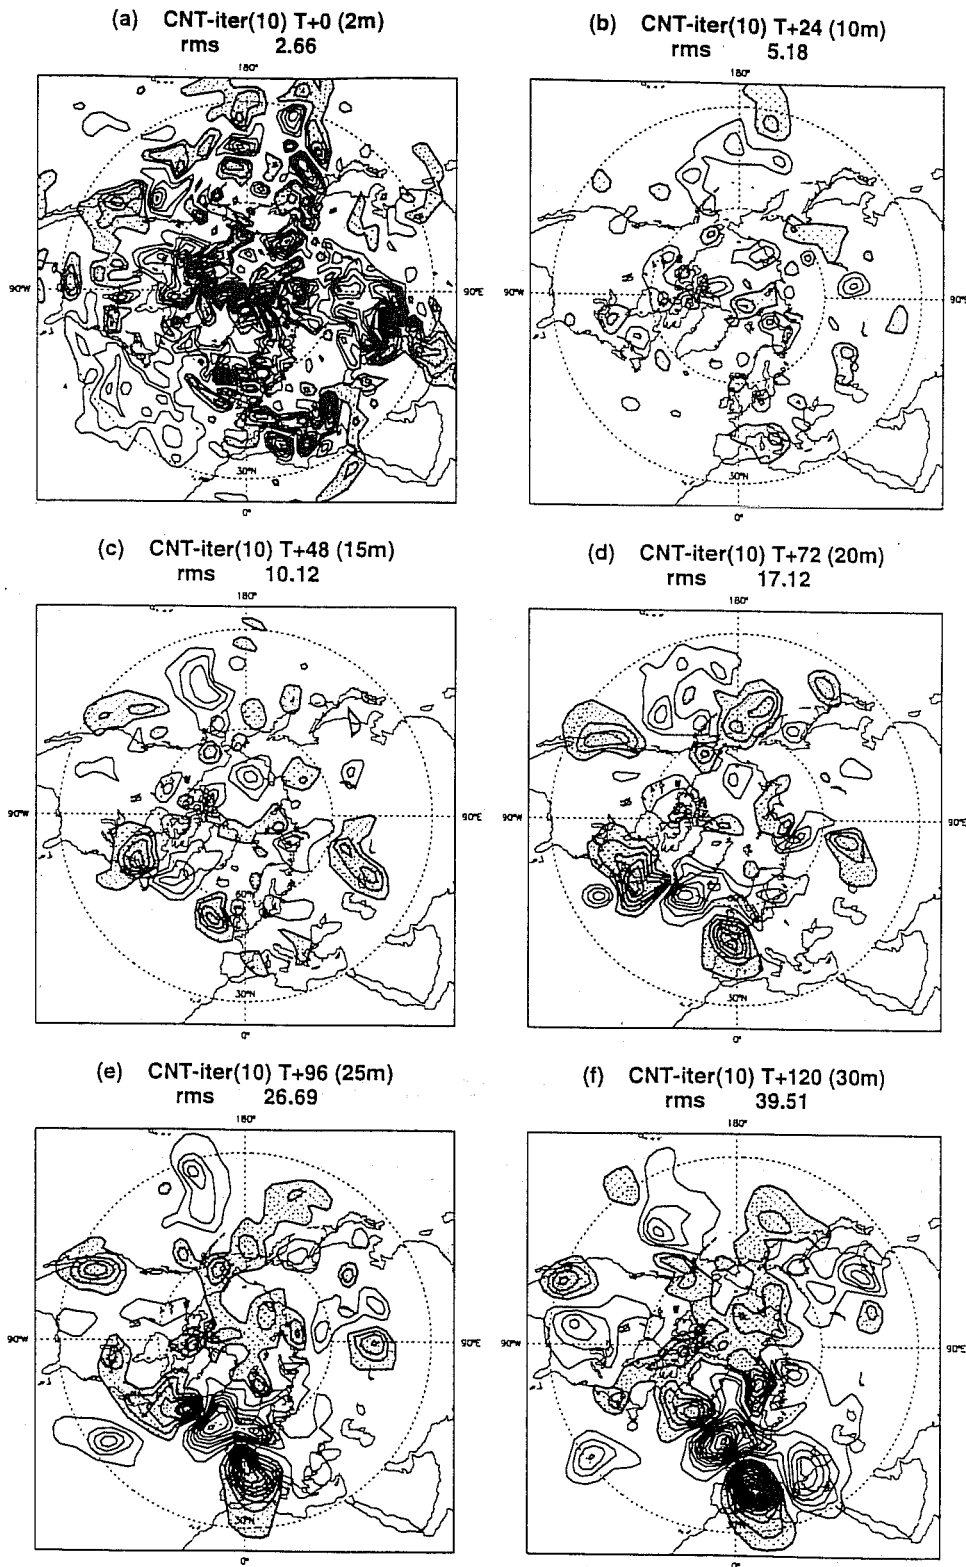 (a) CNT-iter(10) T+0 (2m)
rms 2.66
180°
90°W
90°E
30°N
0°
(b) CNT-iter(10) T+24 (10m)
rms 5.18
180°
90°W
90°E
30°N
0°
(c) CNT-iter(10) T+48 (15m)
rms 10.12
180°
90°W
90°E
30°N
0°
(d) CNT-iter(10) T+72 (20m)
rms 17.12
180°
90°W
90°E
30°N
0°
(e) CNT-iter(10) T+96 (25m)
rms 26.69
180°
90°W
90°E
30°N
0°
(f) CNT-iter(10) T+120 (30m)
rms 39.51
180°
90°W
90°E
30°N
0°